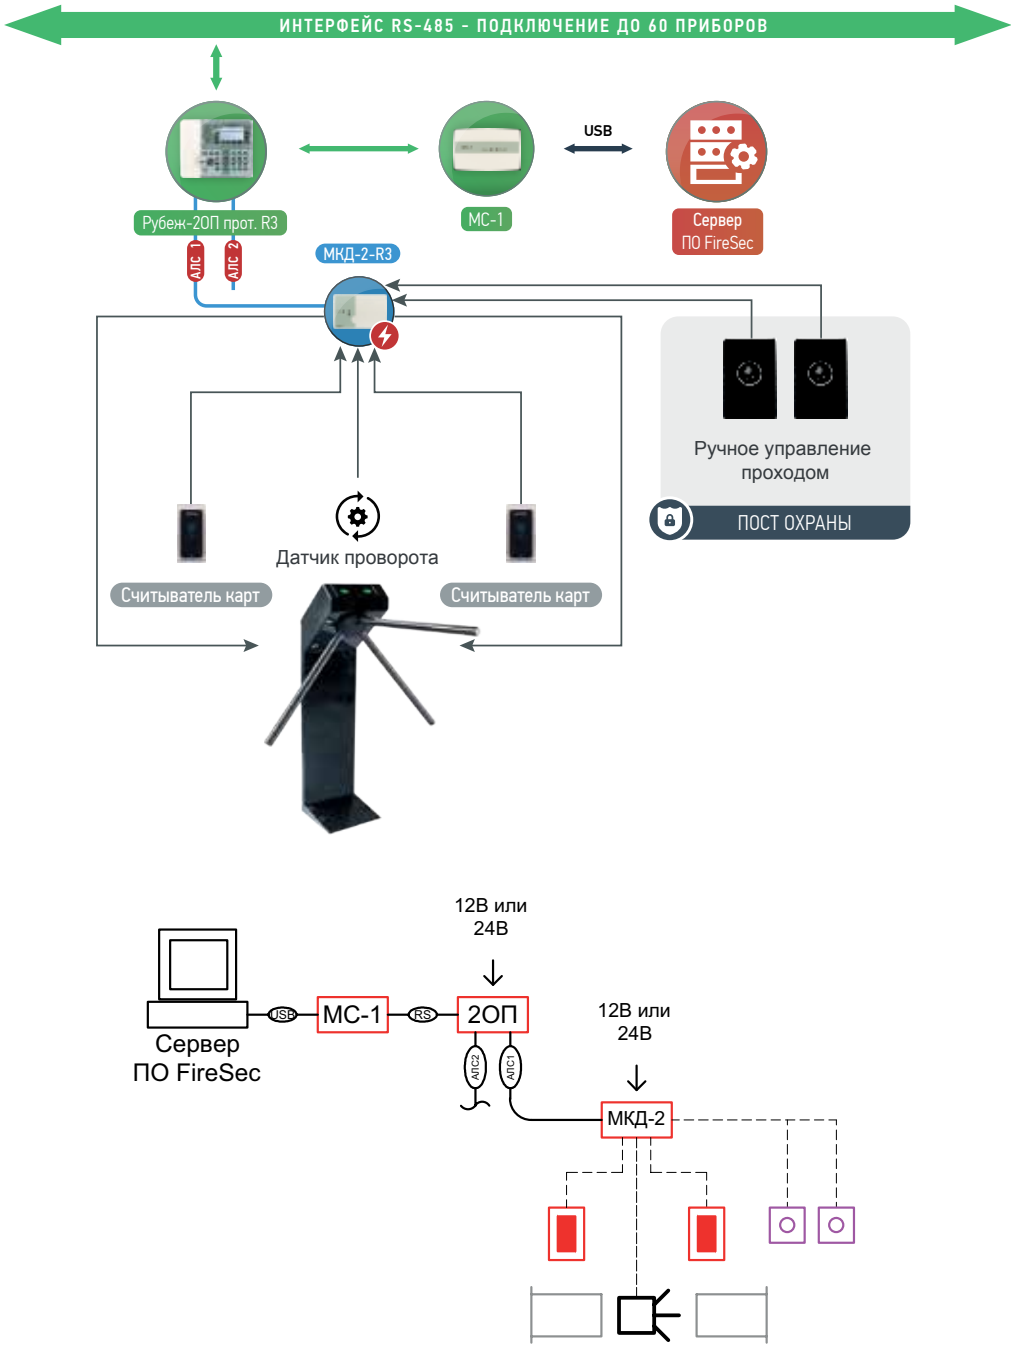 ИНТЕРФЕЙС RS-485 - ПОДКЛЮЧЕНИЕ ДО 60 ПРИБОРОВ
USB
Рубеж-2ОП прот. R3
МС-1
Сервер
ПО FireSec
АЛС 1
АЛС 2
МКД-2-R3
Ручное управление
проходом
ПОСТ ОХРАНЫ
Датчик проворота
Считыватель карт
Считыватель карт
12В или
24В
USB
МС-1
RS
2ОП
12В или
24В
Сервер
ПО FireSec
АЛС2
АЛС1
МКД-2